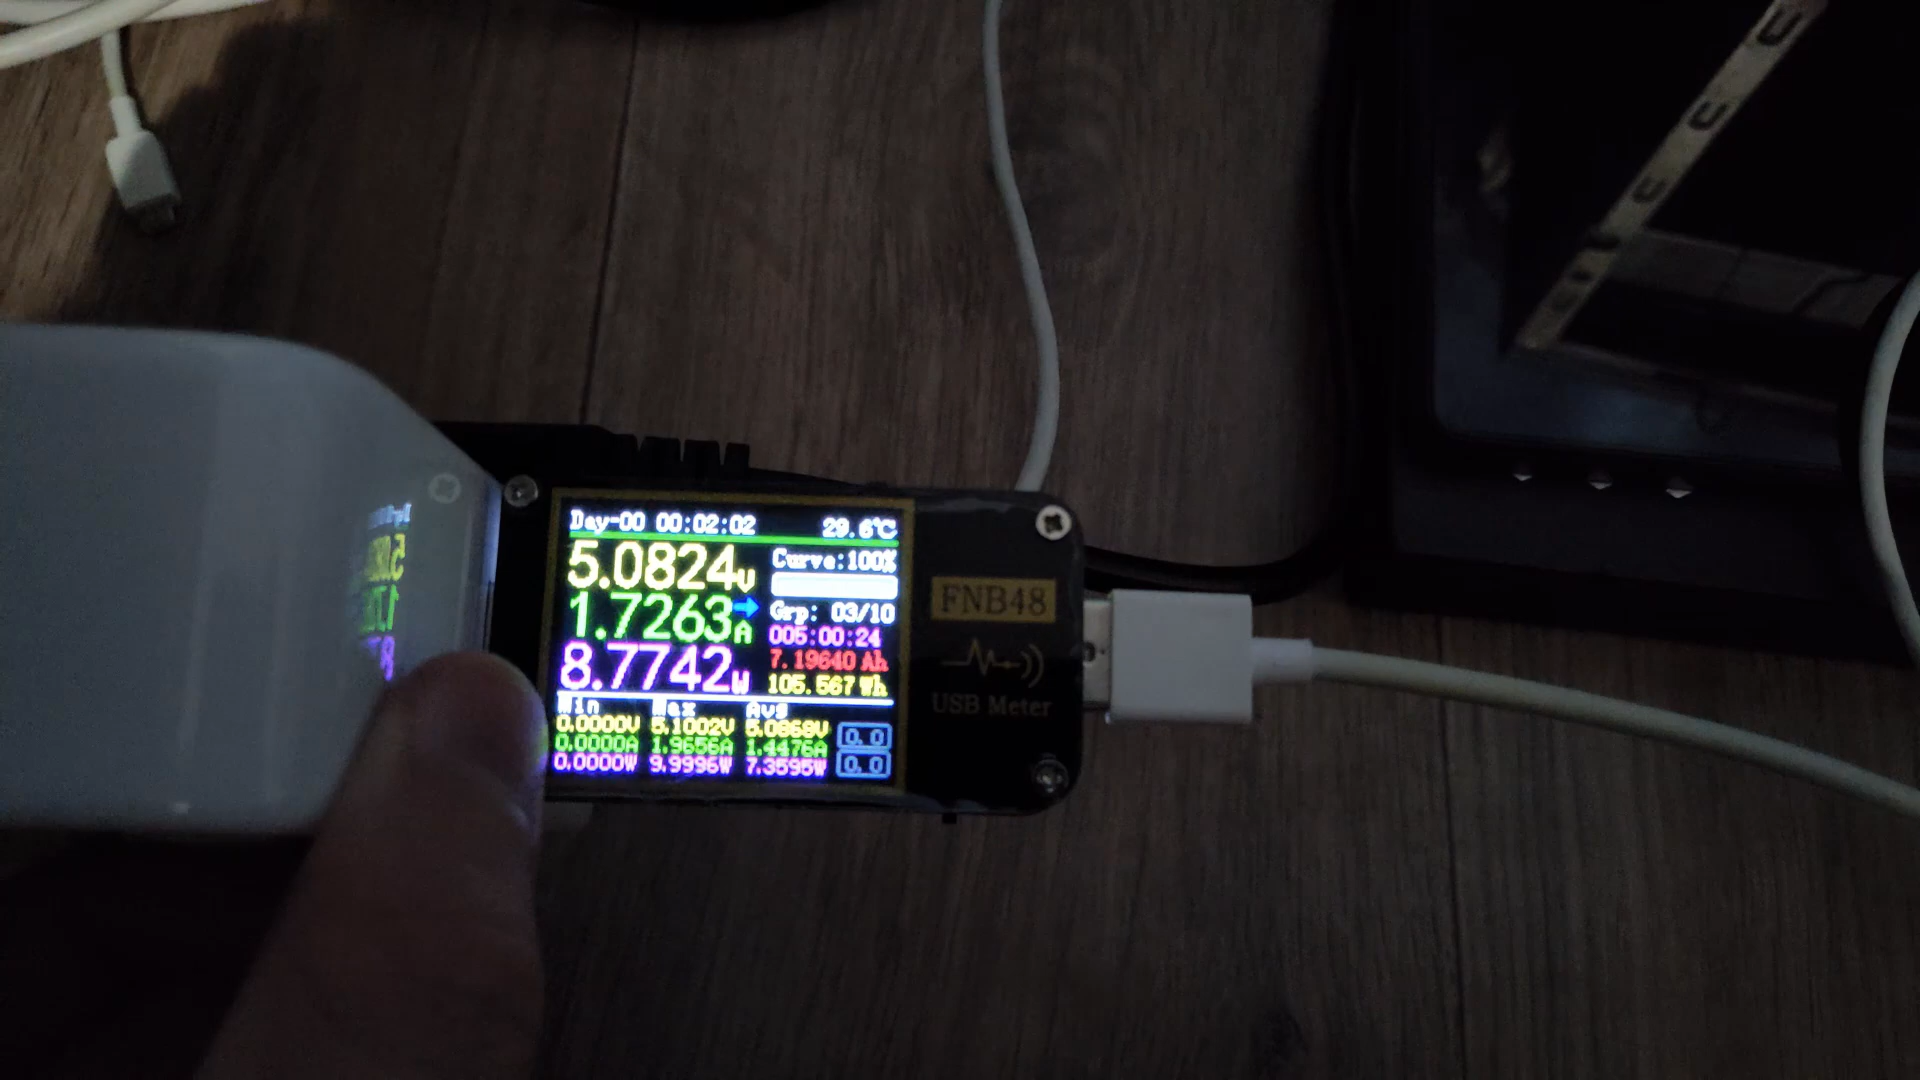 Day-00 00:02:02 29.6℃
5.0824V
1.7263A
8.7742W
Curve:100%
Grp: 03/10
005:00:24
7.19640 Ah
105.567 Wh
Min Max Avg
0.0000V 5.1002V 5.0868V
0.0000A 1.9656A 1.4476A
0.0000W 9.9996W 7.3595W
0.0
0.0
FNB48
USB Meter